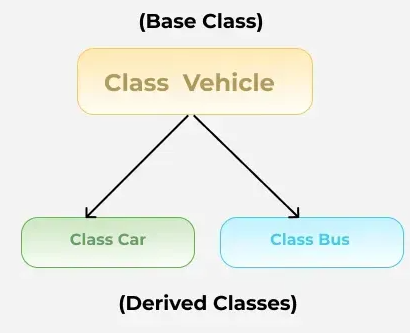 (Base Class)
Class Vehicle
Class Car
Class Bus
(Derived Classes)